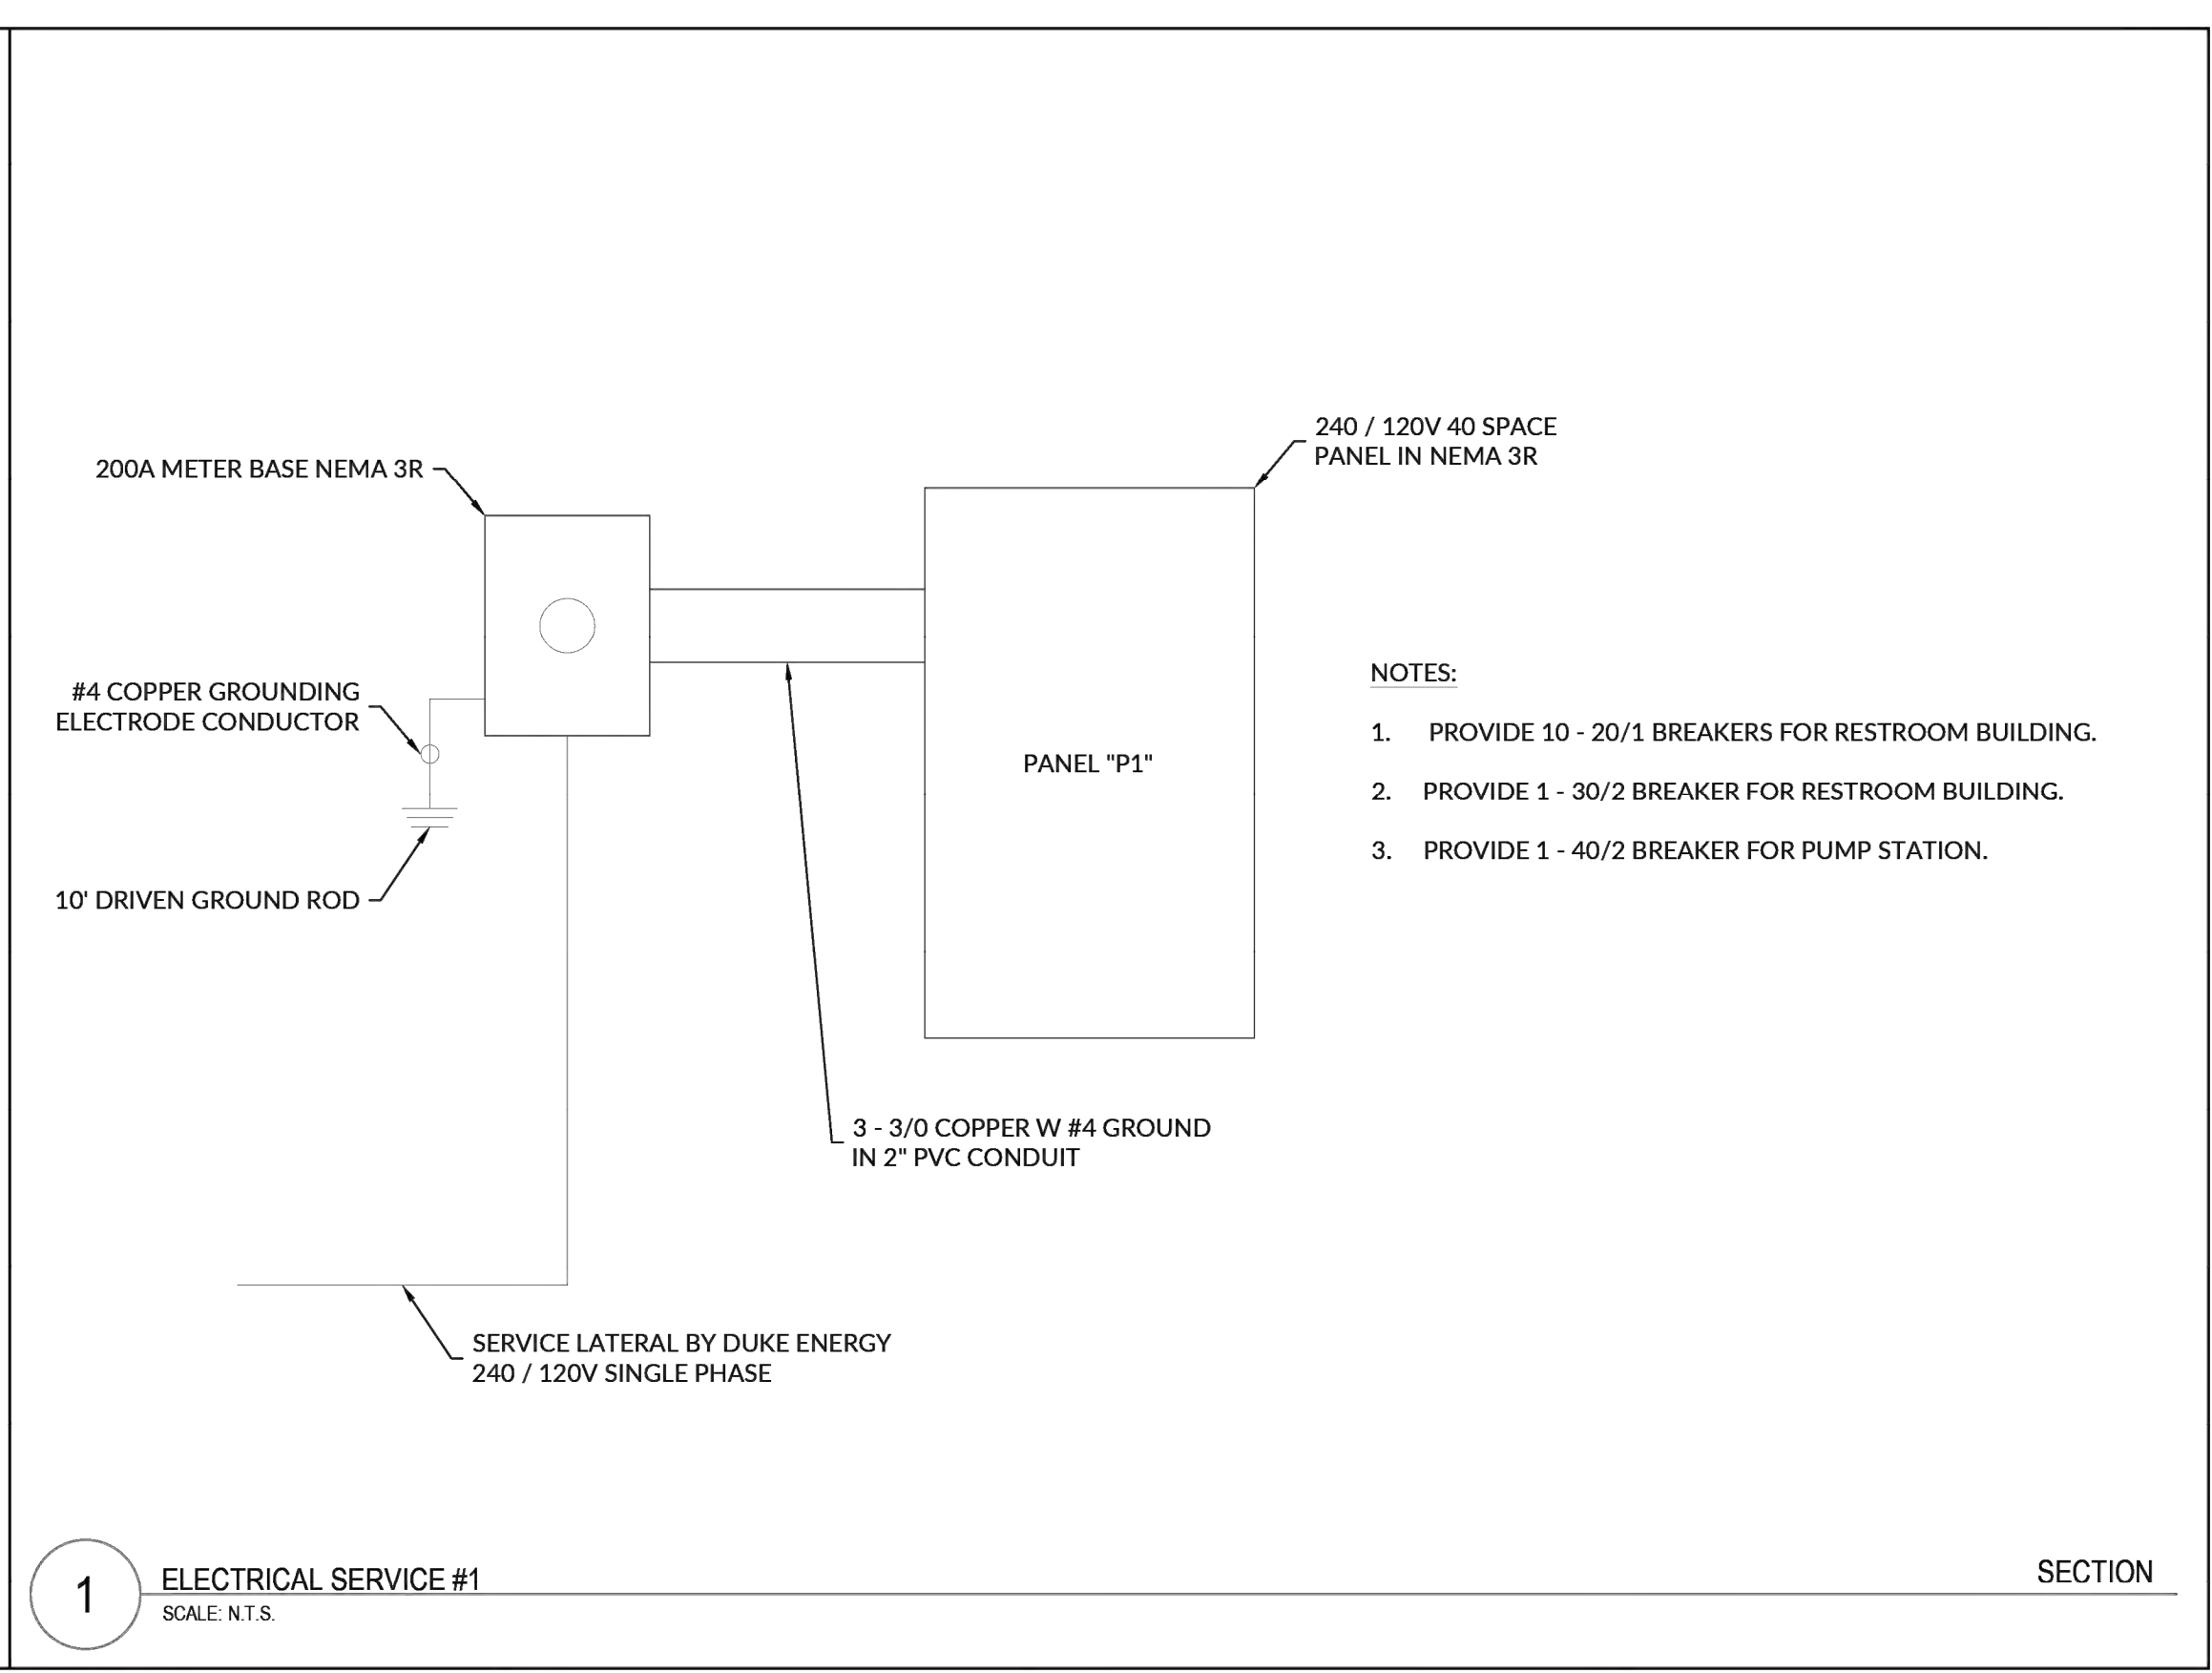 240 / 120V 40 SPACE
PANEL IN NEMA 3R
200A METER BASE NEMA 3R
#4 COPPER GROUNDING
ELECTRODE CONDUCTOR
10' DRIVEN GROUND ROD
PANEL "P1"
NOTES:
1. PROVIDE 10 - 20/1 BREAKERS FOR RESTROOM BUILDING.
2. PROVIDE 1 - 30/2 BREAKER FOR RESTROOM BUILDING.
3. PROVIDE 1 - 40/2 BREAKER FOR PUMP STATION.
3 - 3/0 COPPER W #4 GROUND
IN 2" PVC CONDUIT
SERVICE LATERAL BY DUKE ENERGY
240 / 120V SINGLE PHASE
1
ELECTRICAL SERVICE #1
SCALE: N.T.S.
SECTION